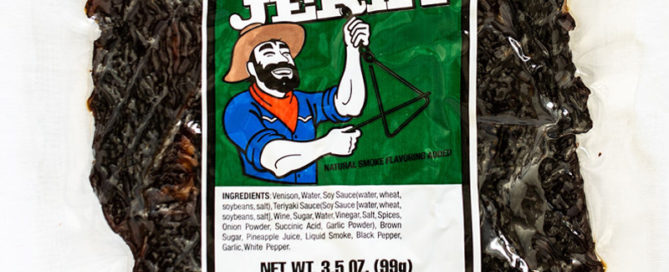 JERKY
NATURAL SMOKE FLAVORING ADDED
INGREDIENTS: Venison, Water, Soy Sauce(water, wheat,
soybeans, salt), Teriyaki Sauce(Soy Sauce [water, wheat,
soybeans, salt], Wine, Sugar, Water, Vinegar, Salt, Spices,
Onion Powder, Succinic Acid, Garlic Powder), Brown
Sugar, Pineapple Juice, Liquid Smoke, Black Pepper,
Garlic, White Pepper.
NET WT. 3.5 OZ. (99g)